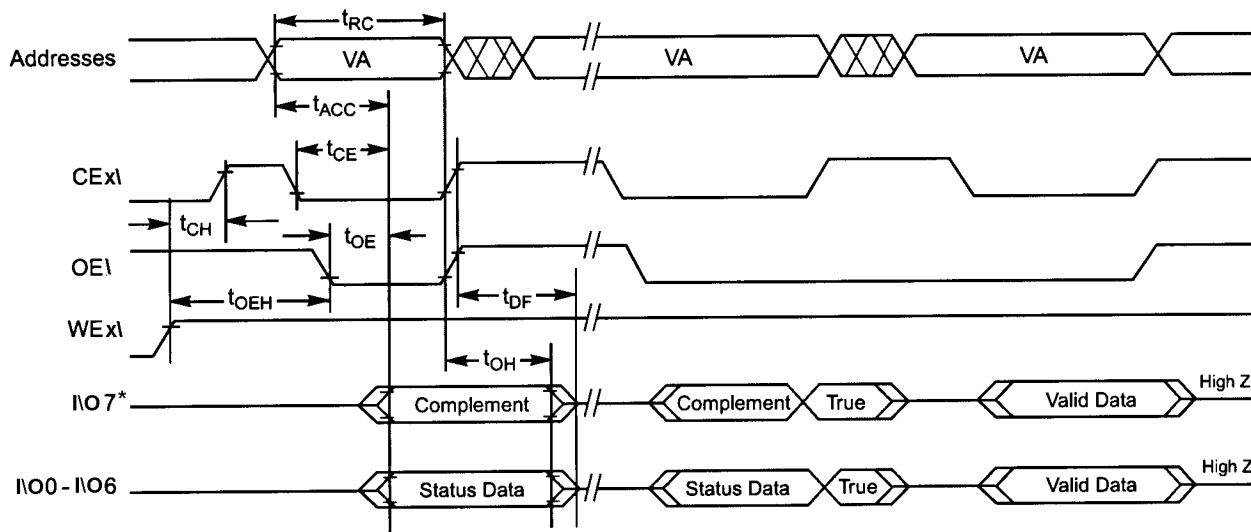 tRC
Addresses VA VA VA
tACC
tCE
CEx\
tCH
tOE
OE\
tOEH
tDF
WEx\
tOH
I\O7* Complement Complement True Valid Data High Z
I\O0 - I\O6 Status Data Status Data True Valid Data High Z